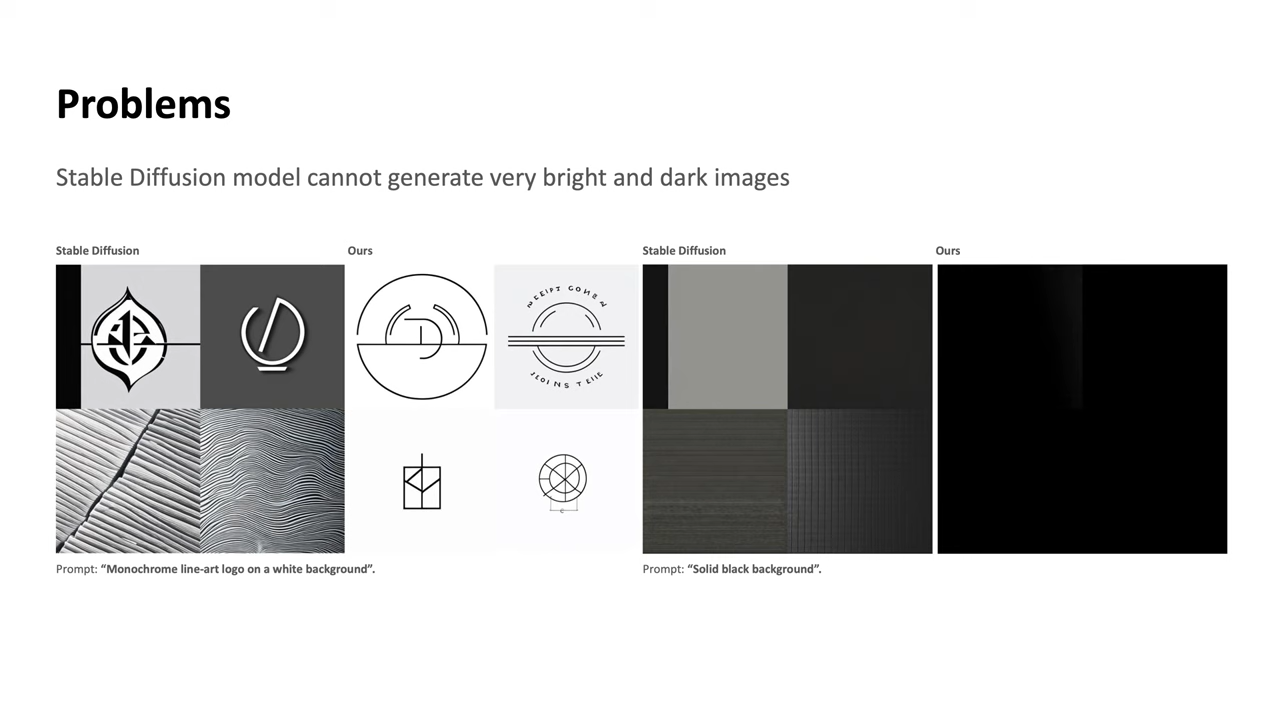 Problems
Stable Diffusion model cannot generate very bright and dark images
Stable Diffusion
Ours
Stable Diffusion
Ours
Prompt: “Monochrome line-art logo on a white background”.
Prompt: “Solid black background”.